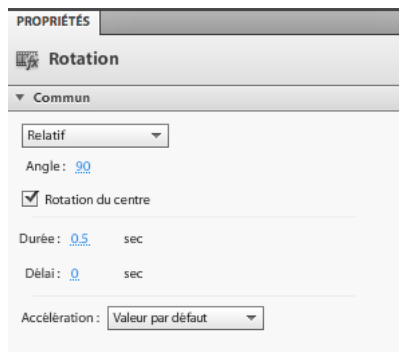 PROPRIÉTÉS
Rotation
Commun
Relatif
Angle : 90
Rotation du centre
Durée : 0.5 sec
Délai : 0 sec
Accélération : Valeur par défaut